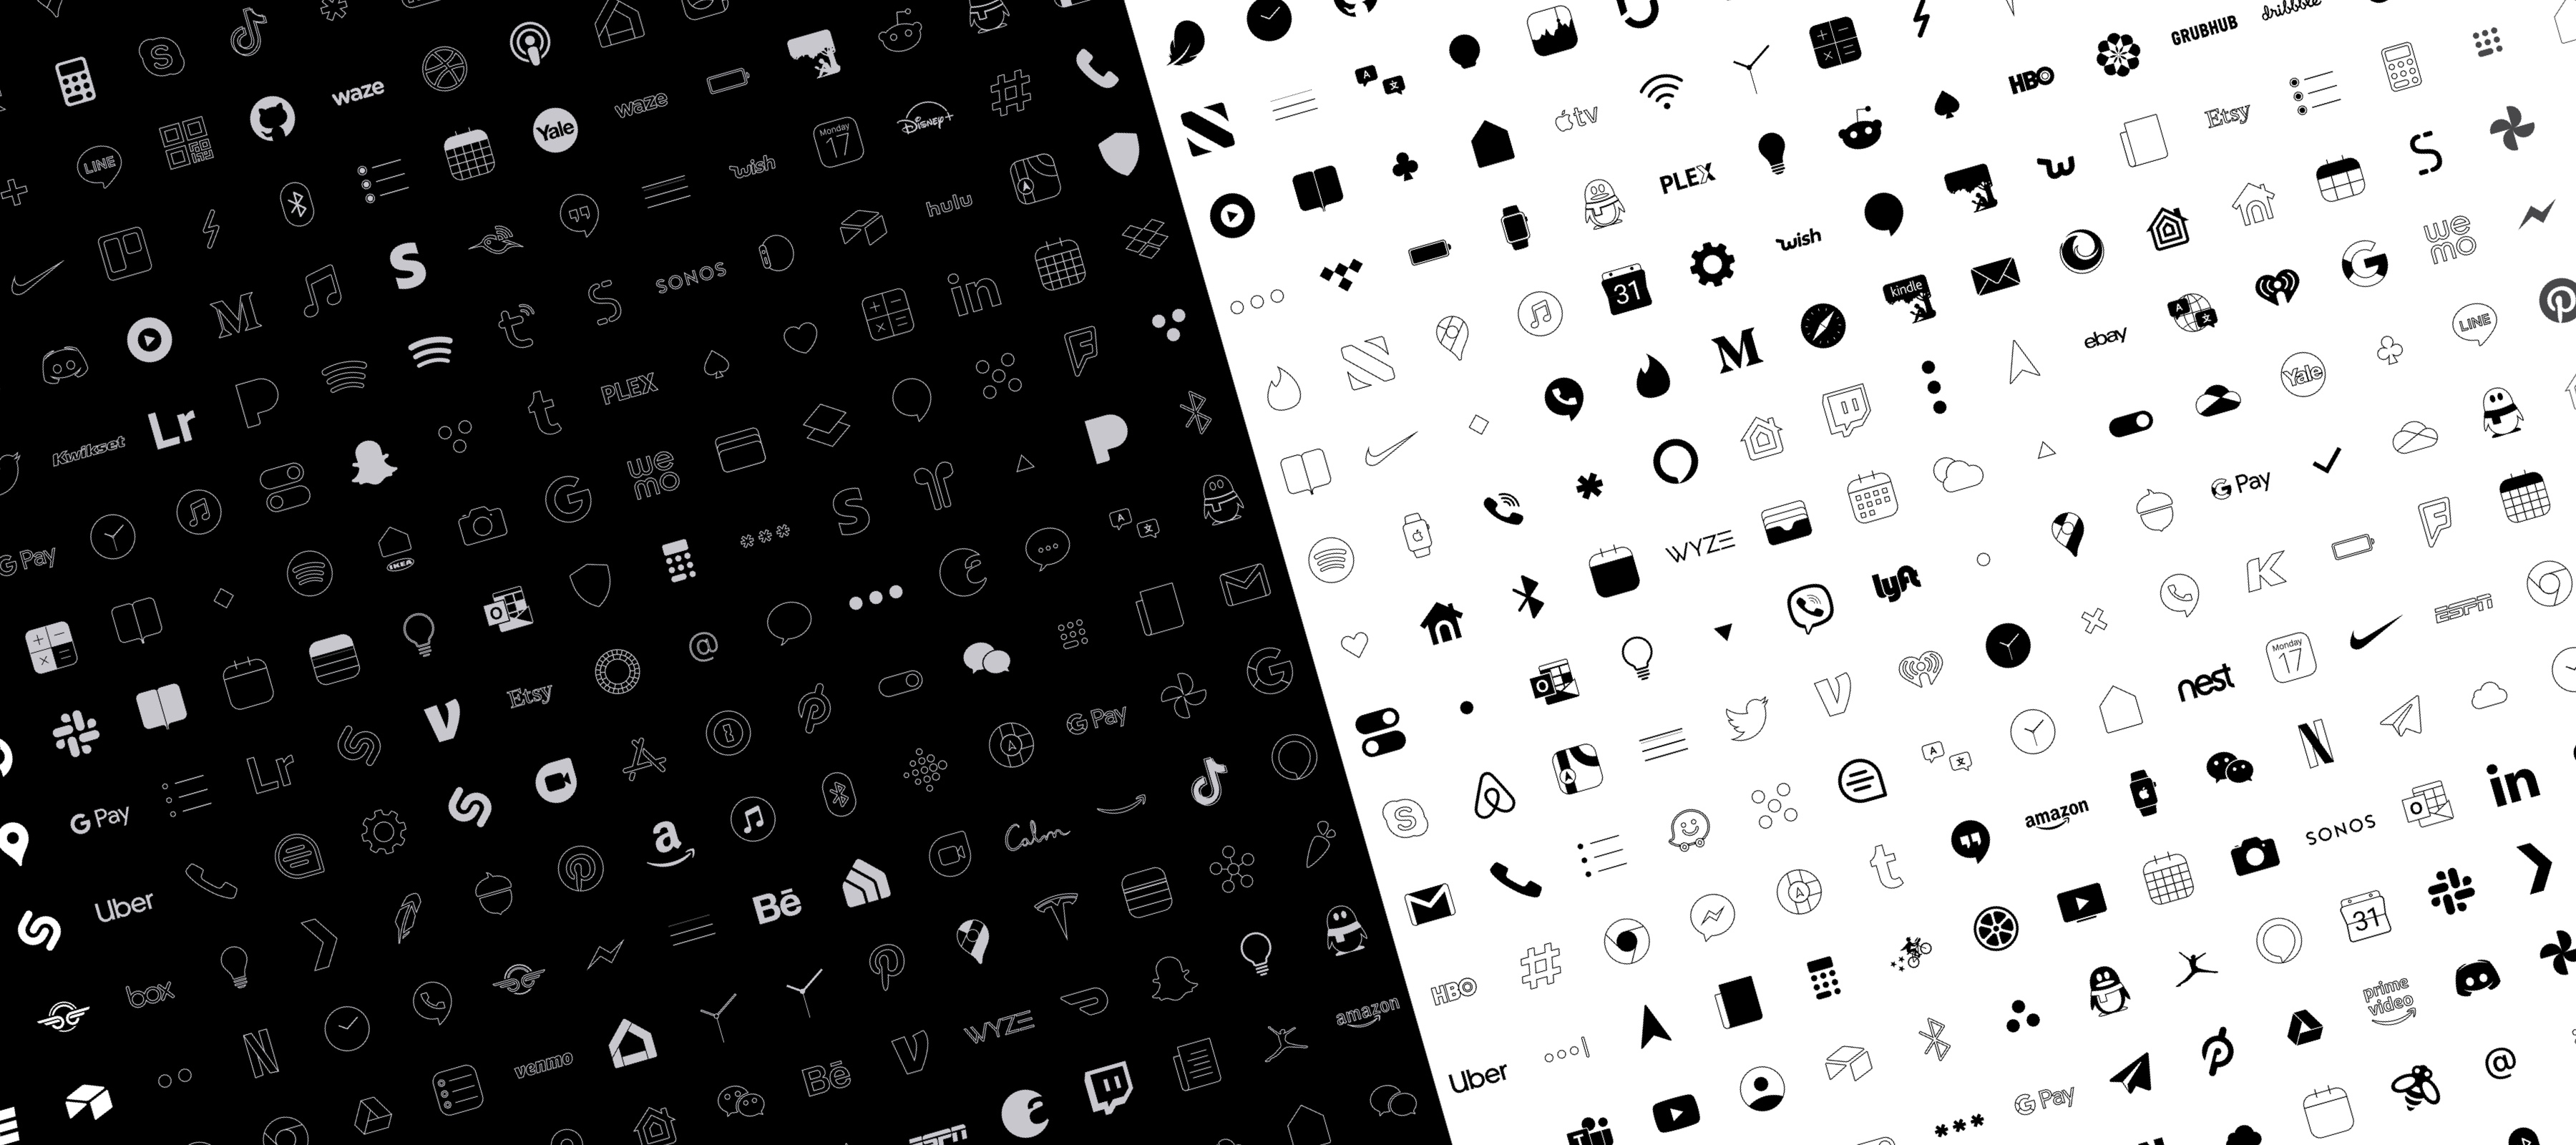 waze
Yale
waze
LINE
Monday
17
DISNEP+
wish
hulu
SONOS
in
PLEX
Kwikset
Lr
we
mo
G Pay
IKEA
Etsy
Lr
@
G Pay
G Pay
Uber
a
Calm
Bē
box
venmo
WYZE
Bē
amazon
ESPN
GRUBHUB
dribbble
HBO
tv
Etsy
PLEX
wish
31
kindle
we
mo
ebay
LINE
Yale
G Pay
WYZE
lyft
ESPN
Monday
17
nest
amazon
in
SONOS
31
HBO
prime
video
Uber
G Pay
@